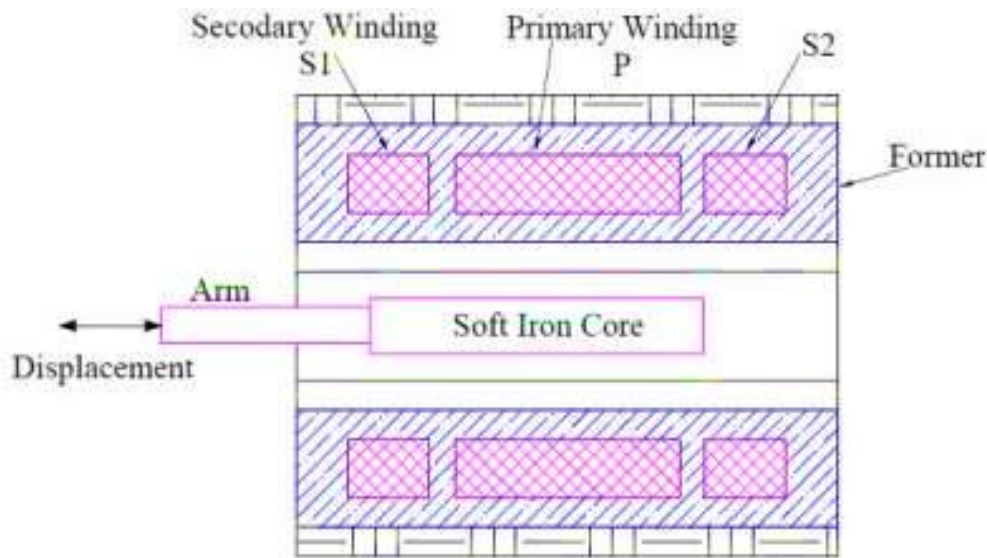 Secodary Winding
S1
Primary Winding
P
S2
Former
Arm
Soft Iron Core
Displacement